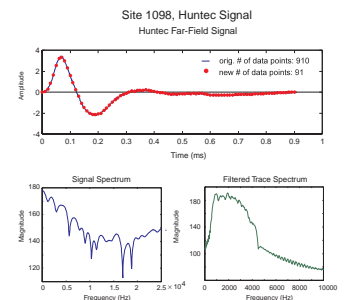 Site 1098, Huntec Signal
Huntec Far-Field Signal
orig. # of data points: 910
new # of data points: 91
Amplitude
4
2
0
-2
-4
0 0.1 0.2 0.3 0.4 0.5 0.6 0.7 0.8 0.9 1
Time (ms)
Signal Spectrum
Magnitude
180
160
140
120
0 0.5 1 1.5 2 2.5 × 10^4
Frequency (Hz)
Filtered Trace Spectrum
Magnitude
180
160
100
0 2000 4000 6000 8000 10000
Frequency (Hz)